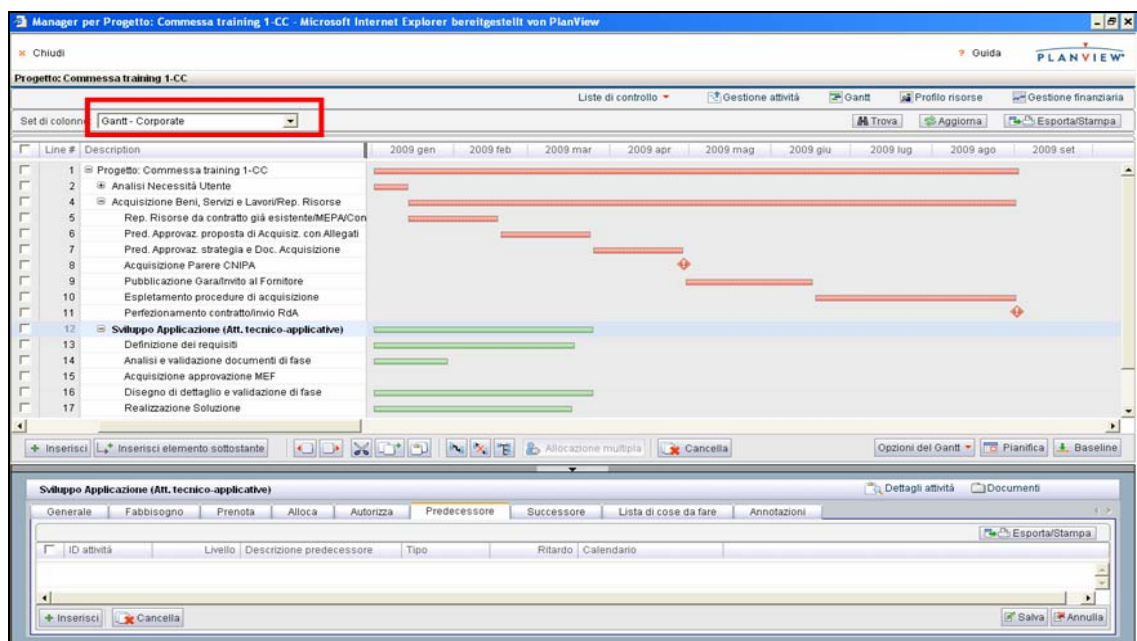 Manager per Progetto: Commessa training 1-CC - Microsoft Internet Explorer bereitgestellt von PlanView
Chiudi ? Guida PLANVIEW
Progetto: Commessa training 1-CC
Liste di controllo Gestione attività Gantt Profilo risorse Gestione finanziaria
Set di colonne Gantt - Corporate Trova Aggiorna Esporta/Stampa
Line # Description 2009 gen 2009 feb 2009 mar 2009 apr 2009 mag 2009 giu 2009 lug 2009 ago 2009 set
1 Progetto: Commessa training 1-CC
2 Analisi Necessità Utente
4 Acquisizione Beni, Servizi e Lavori/Rep. Risorse
5 Rep. Risorse da contratto già esistente/MEPA/Con
6 Pred. Approvaz. proposta di Acquisiz. con Allegati
7 Pred. Approvaz. strategia e Doc. Acquisizione
8 Acquisizione Parere CNIPA
9 Pubblicazione Gara/Invito al Fornitore
10 Espletamento procedure di acquisizione
11 Perfezionamento contratto/invio RdA
12 Sviluppo Applicazione (Att. tecnico-applicative)
13 Definizione dei requisiti
14 Analisi e validazione documenti di fase
15 Acquisizione approvazione MEF
16 Disegno di dettaglio e validazione di fase
17 Realizzazione Soluzione
Inserisci Inserisci elemento sottostante Allocazione multipla Cancella Opzioni del Gantt Pianifica Baseline
Sviluppo Applicazione (Att. tecnico-applicative) Dettagli attività Documenti
Generale Fabbisogno Prenota Alloca Autorizza Predecessore Successore Lista di cose da fare Annotazioni
Esporta/Stampa
ID attività Livello Descrizione predecessore Tipo Ritardo Calendario
Inserisci Cancella Salva Annulla